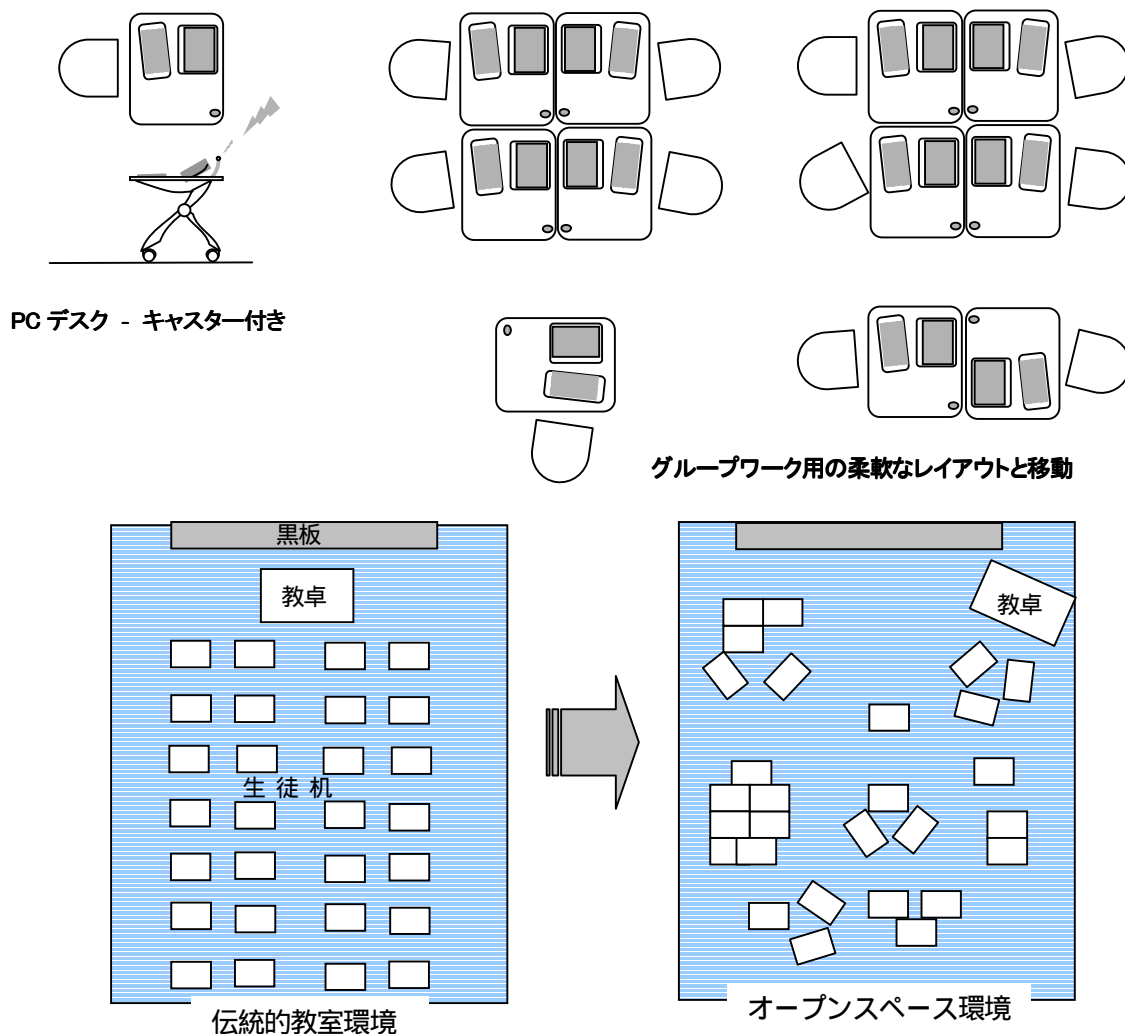 PC デスク - キャスター付き
グループワーク用の柔軟なレイアウトと移動
黒板
教卓
生 徒 机
伝統的教室環境
教卓
オープンスペース環境